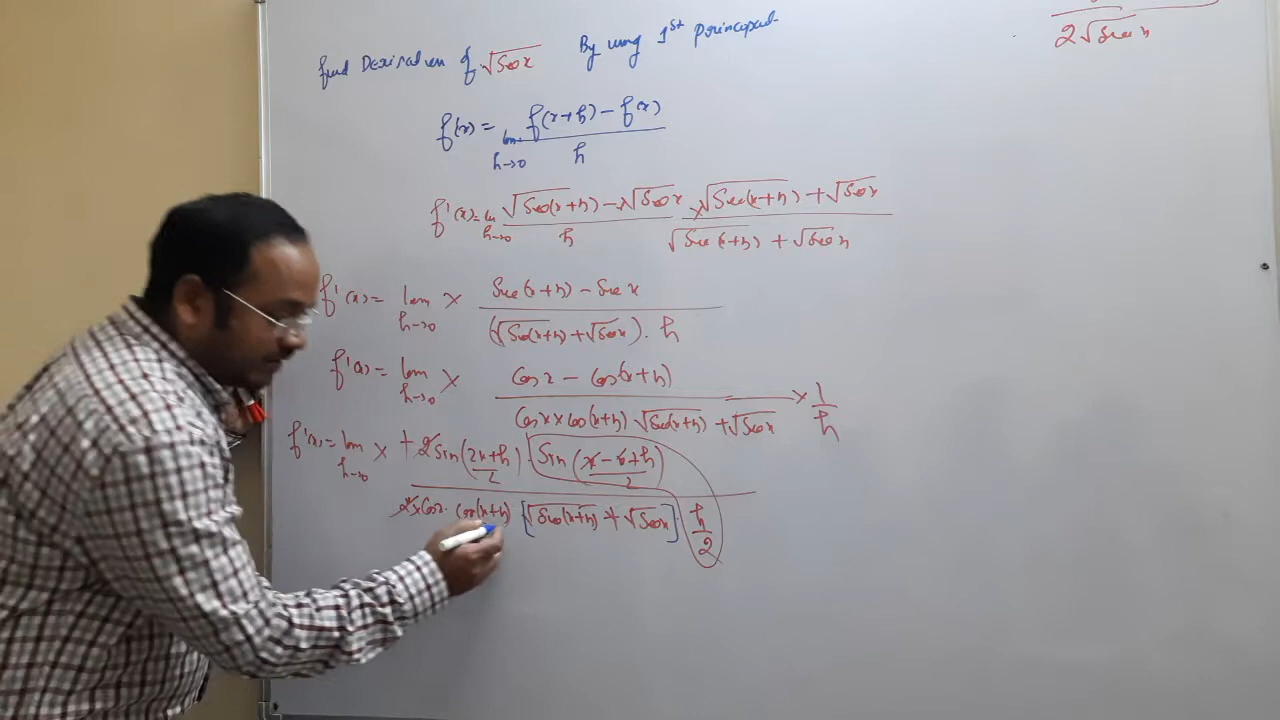 find Derivation of √Sec x By using 1st principal
2√Sec x
f'(x) = lim h→0 f(x+h) - f(x) / h
f'(x) = lim h→0 √Sec(x+h) - √Sec x / h × √Sec(x+h) + √Sec x / √Sec(x+h) + √Sec x
f'(x) = lim h→0 × Sec(x+h) - Sec x / (√Sec(x+h) + √Sec x) . h
f'(x) = lim h→0 × Cos x - Cos(x+h) / Cos x × Cos(x+h) √Sec(x+h) + √Sec x × 1/h
f'(x) = lim h→0 × + 2 Sin(2x+h / 2) . Sin(x - x + h / 2) / 2 × Cos x . Cos(x+h) [√Sec(x+h) + √Sec x] . h/2